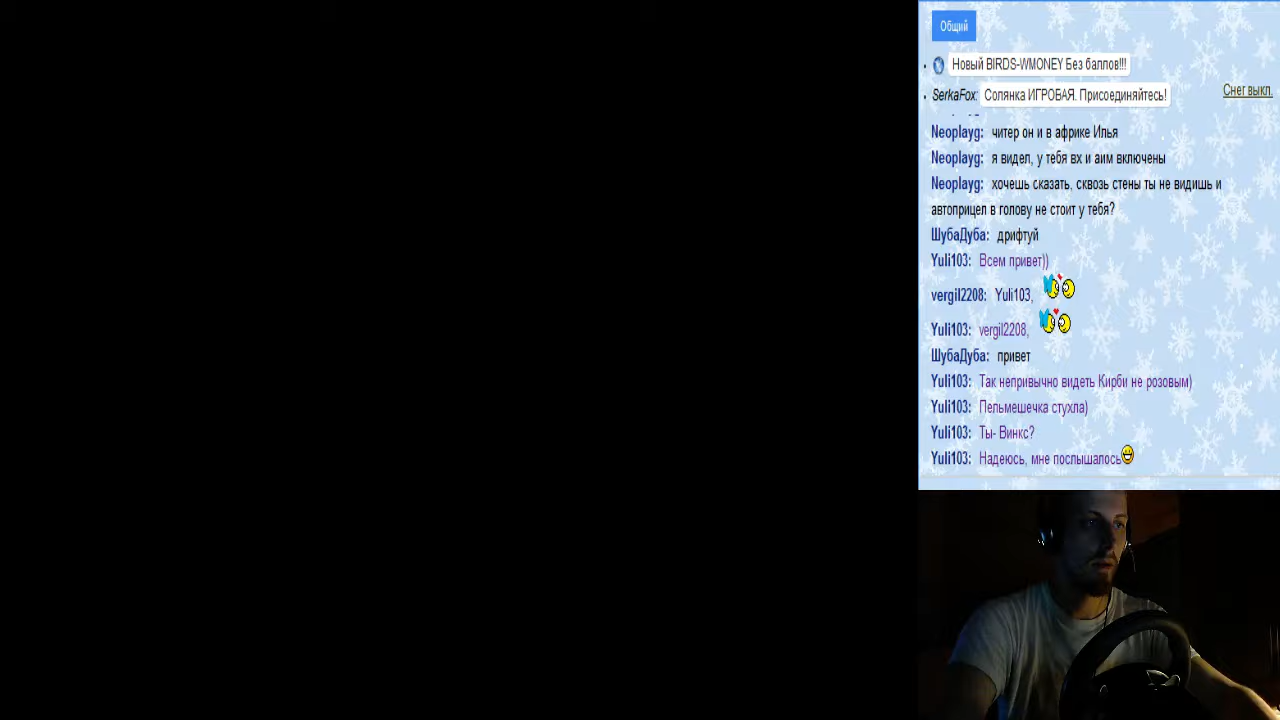 Общий
Новый BIRDS-WMONEY Без баллов!!!
SerkaFox: Солянка ИГРОВАЯ. Присоединяйтесь!
Снег выкл.
Neoplayg: читер он и в африке Илья
Neoplayg: я видел, у тебя вх и аим включены
Neoplayg: хочешь сказать, сквозь стены ты не видишь и
автоприцел в голову не стоит у тебя?
ШубаДуба: дрифтуй
Yuli103: Всем привет))
vergil2208: Yuli103,
Yuli103: vergil2208,
ШубаДуба: привет
Yuli103: Так непривычно видеть Кирби не розовым)
Yuli103: Пельмешечка стухла)
Yuli103: Ты- Винкс?
Yuli103: Надеюсь, мне послышалось